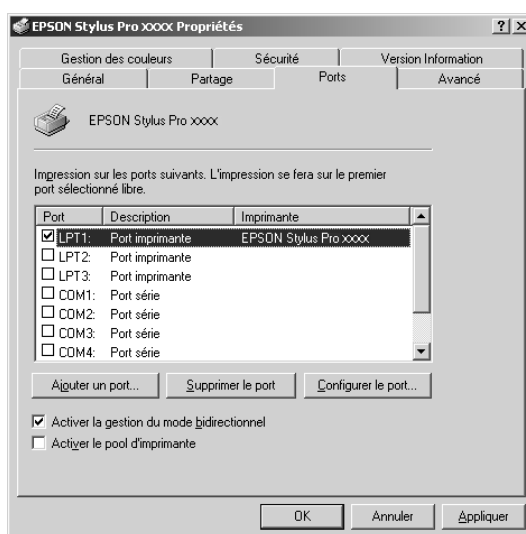 EPSON Stylus Pro xxxx Propriétés
Gestion des couleurs Sécurité Version Information
Général Partage Ports Avancé
EPSON Stylus Pro xxxx
Impression sur les ports suivants. L'impression se fera sur le premier
port sélectionné libre.
Port Description Imprimante
LPT1: Port imprimante EPSON Stylus Pro xxxx
LPT2: Port imprimante
LPT3: Port imprimante
COM1: Port série
COM2: Port série
COM3: Port série
COM4: Port série
Ajouter un port... Supprimer le port Configurer le port...
Activer la gestion du mode bidirectionnel
Activer le pool d'imprimante
OK Annuler Appliquer